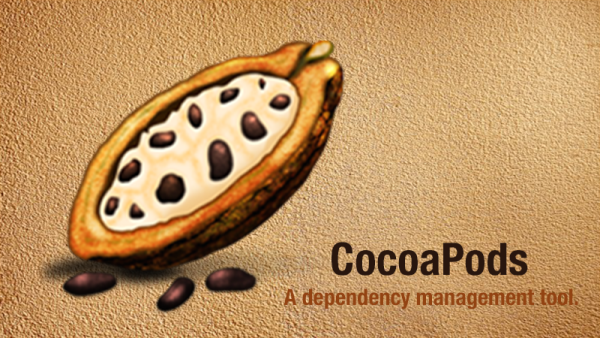 CocoaPods
A dependency management tool.